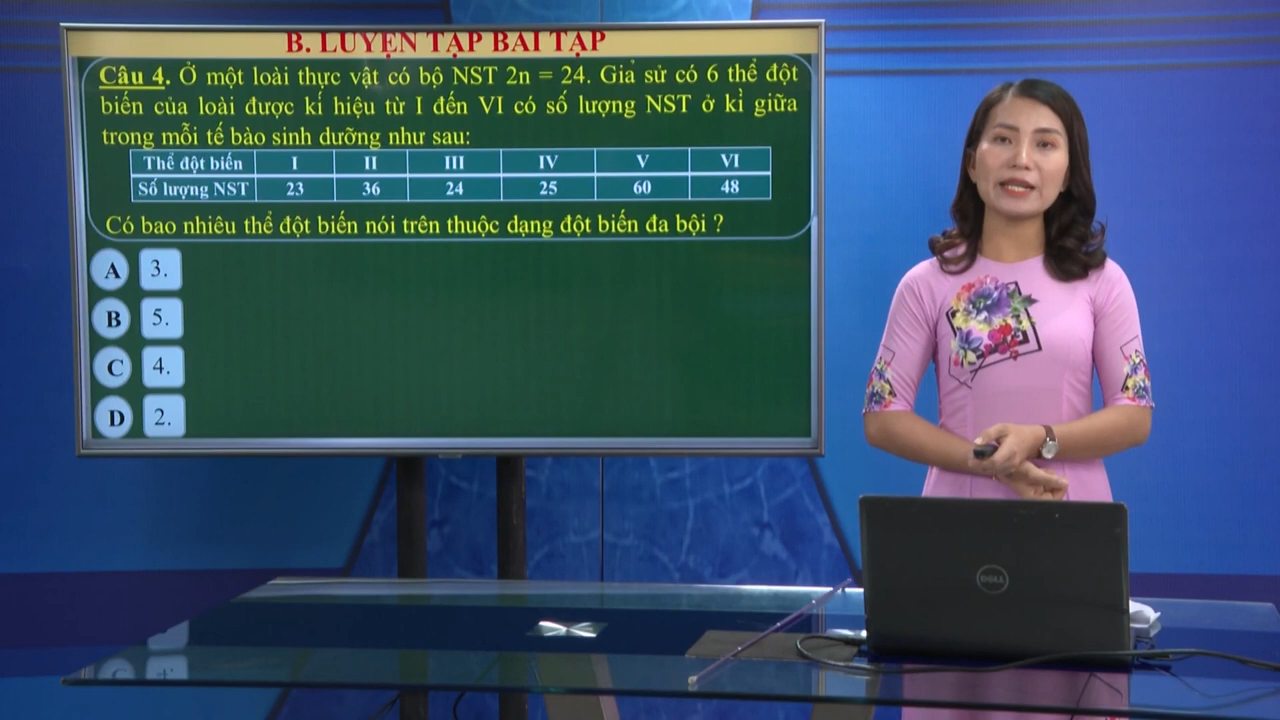 B. LUYỆN TẬP BÀI TẬP
Câu 4. Ở một loài thực vật có bộ NST 2n = 24. Giả sử có 6 thể đột
biến của loài được kí hiệu từ I đến VI có số lượng NST ở kì giữa
trong mỗi tế bào sinh dưỡng như sau:
Thể đột biến I II III IV V VI
Số lượng NST 23 36 24 25 60 48
Có bao nhiêu thể đột biến nói trên thuộc dạng đột biến đa bội ?
A 3.
B 5.
C 4.
D 2.
DELL